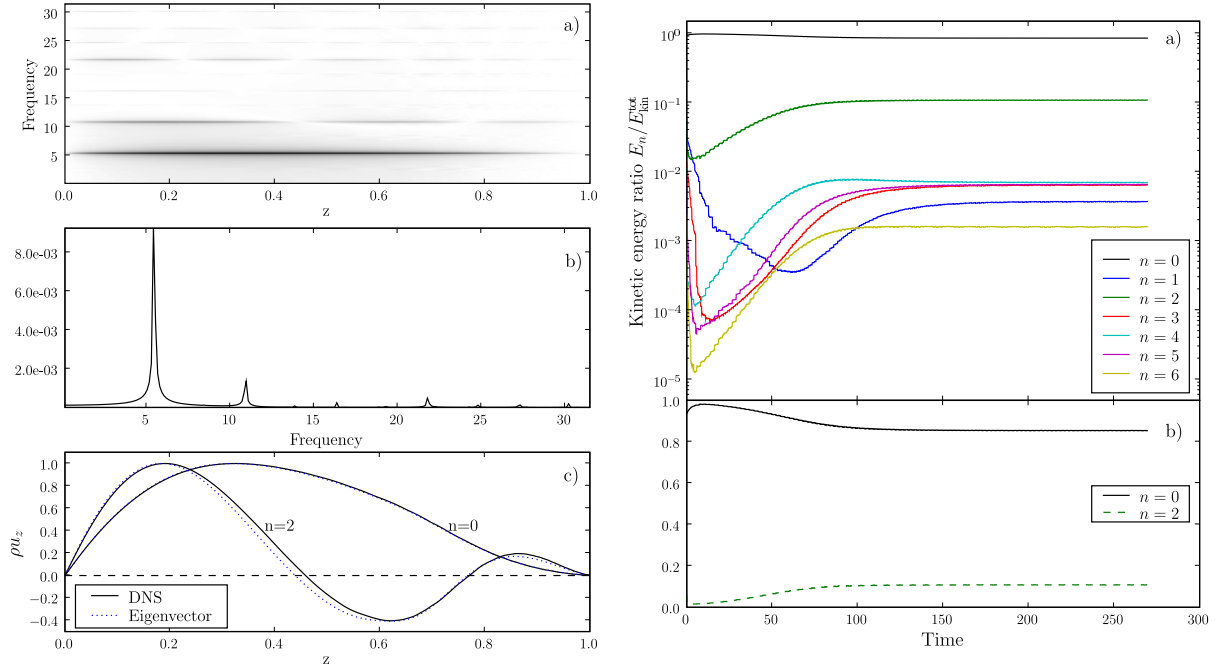 a)
Frequency
30
25
20
15
10
5
0.0 0.2 0.4 0.6 0.8 1.0
z
b)
8.0e-03
6.0e-03
4.0e-03
2.0e-03
5 10 15 20 25 30
Frequency
c)
ρu_z
1.0
0.8
0.6
0.4
0.2
0.0
−0.2
−0.4
n=2
n=0
DNS
Eigenvector
0.0 0.2 0.4 0.6 0.8 1.0
z
a)
Kinetic energy ratio E_n/E_kin^tot
10^0
10^−1
10^−2
10^−3
10^−4
10^−5
n = 0
n = 1
n = 2
n = 3
n = 4
n = 5
n = 6
b)
1.0
0.8
0.6
0.4
0.2
0.0
n = 0
n = 2
0 50 100 150 200 250 300
Time